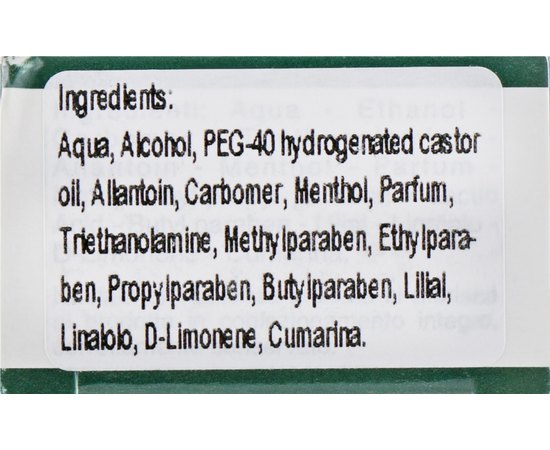 Ingredients:
Aqua, Alcohol, PEG-40 hydrogenated castor
oil, Allantoin, Carbomer, Menthol, Parfum,
Triethanolamine, Methylparaben, Ethylpara-
ben, Propylparaben, Butylparaben, Lilial,
Linalolo, D-Limonene, Cumarina.